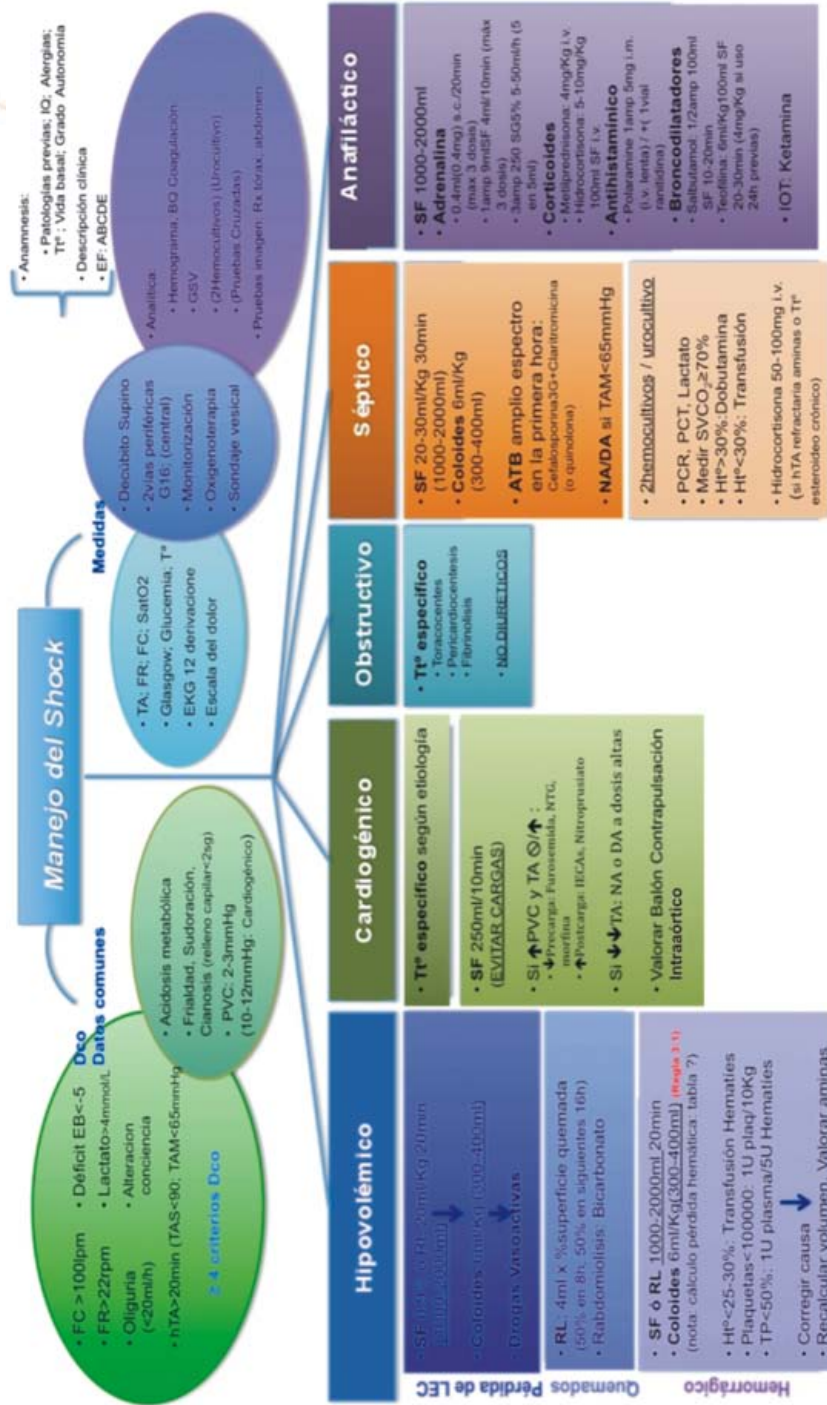 Manejo del Shock
Dco
Datos comunes
• FC >100lpm
• FR>22rpm
• Oliguria
(<20ml/h)
• Déficit EB<-5
• Lactato>4mmol/L
• Alteracion
conciencia
• hTA>20min (TAS<90; TAM<65mmHg
≥ 4 criterios Dco
• Acidosis metabólica
• Frialdad, Sudoración,
Cianosis (relleno capilar<2sg)
• PVC: 2-3mmHg
(10-12mmHg: Cardiogénico)
Medidas
• TA; FR; FC; SatO2
• Glasgow; Glucemia; Tª
• EKG 12 derivacione
• Escala del dolor
• Decúbito Supino
• 2vías periféricas
G16; (central)
• Monitorización
• Oxigenoterapia
• Sondaje vesical
• Anamnesis:
• Patologías previas; IQ; Alergias;
Ttº ; Vida basal; Grado Autonomía
• Descripción clínica
• EF: ABCDE
• Analítica:
• Hemograma, BQ Coagulación
• GSV
• (2Hemocultivos) (Urocultivo)
• (Pruebas Cruzadas)
• Pruebas imagen: Rx tórax, abdomen...
Hipovolémico
Pérdida de LEC
20ml/Kg 20min
• Coloides 6ml/Kg (300-400ml)
• Drogas Vasoactivas
Quemados
• RL: 4ml x %superficie quemada
(50% en 8h, 50% en siguientes 16h)
• Rabdomiolisis: Bicarbonato
Hemorrágico
• SF ó RL 1000-2000ml 20min
• Coloides 6ml/Kg(300-400ml) (Regla 3:1)
(nota: cálculo pérdida hemática: tabla ?)
• Htº<25-30%: Transfusión Hematíes
• Plaquetas<100000: 1U plaq/10Kg
• TP<50%: 1U plasma/5U Hematíes
• Corregir causa
• Recalcular volumen. Valorar aminas
Cardiogénico
• Ttº específico según etiología
• SF 250ml/10min
(EVITAR CARGAS)
• Si ↑PVC y TA ⦸/↑ :
• ↓Precarga: Furosemida, NTG,
morfina
• ↑Postcarga: IECAs, Nitroprusiato
• Si ↓↓TA: NA o DA a dosis altas
• Valorar Balón Contrapulsación
Intraaórtico
Obstructivo
• Ttº específico
• Toracocentes
• Pericardiocentesis
• Fibrinolisis
• NO DIURETICOS
Séptico
• SF 20-30ml/Kg 30min
(1000-2000ml)
• Coloides 6ml/Kg
(300-400ml)
• ATB amplio espectro
en la primera hora:
Cefalosporina3G+Claritromicina
(o quinolona)
• NA/DA si TAM<65mmHg
• 2hemocultivos / urocultivo
• PCR, PCT, Lactato
• Medir SVCO₂≥70%
• Htº>30%:Dobutamina
• Htº<30%: Transfusión
• Hidrocortisona 50-100mg i.v.
(si hTA refractaria aminas o Ttº
esteroideo crónico)
Anafiláctico
• SF 1000-2000ml
• Adrenalina
• 0.4ml(0.4mg) s.c./20min
(max 3 dosis)
• 1amp 9mlSF 4ml/10min (máx
3 dosis)
• 3amp 250 SG5% 5-50ml/h (5
en 5ml)
• Corticoides
• Metilprednisona: 4mg/Kg i.v.
• Hidrocortisona: 5-10mg/Kg
100ml SF i.v.
• Antihistamínico
• Polaramine 1amp 5mg i.m.
(i.v. lenta) / +( 1vial
ranitidina)
• Broncodilatadores
• Salbutamol: 1/2amp 100ml
SF 10-20min
• Teofilina: 6ml/Kg100ml SF
20-30min (4mg/Kg si uso
24h previas)
• IOT: Ketamina